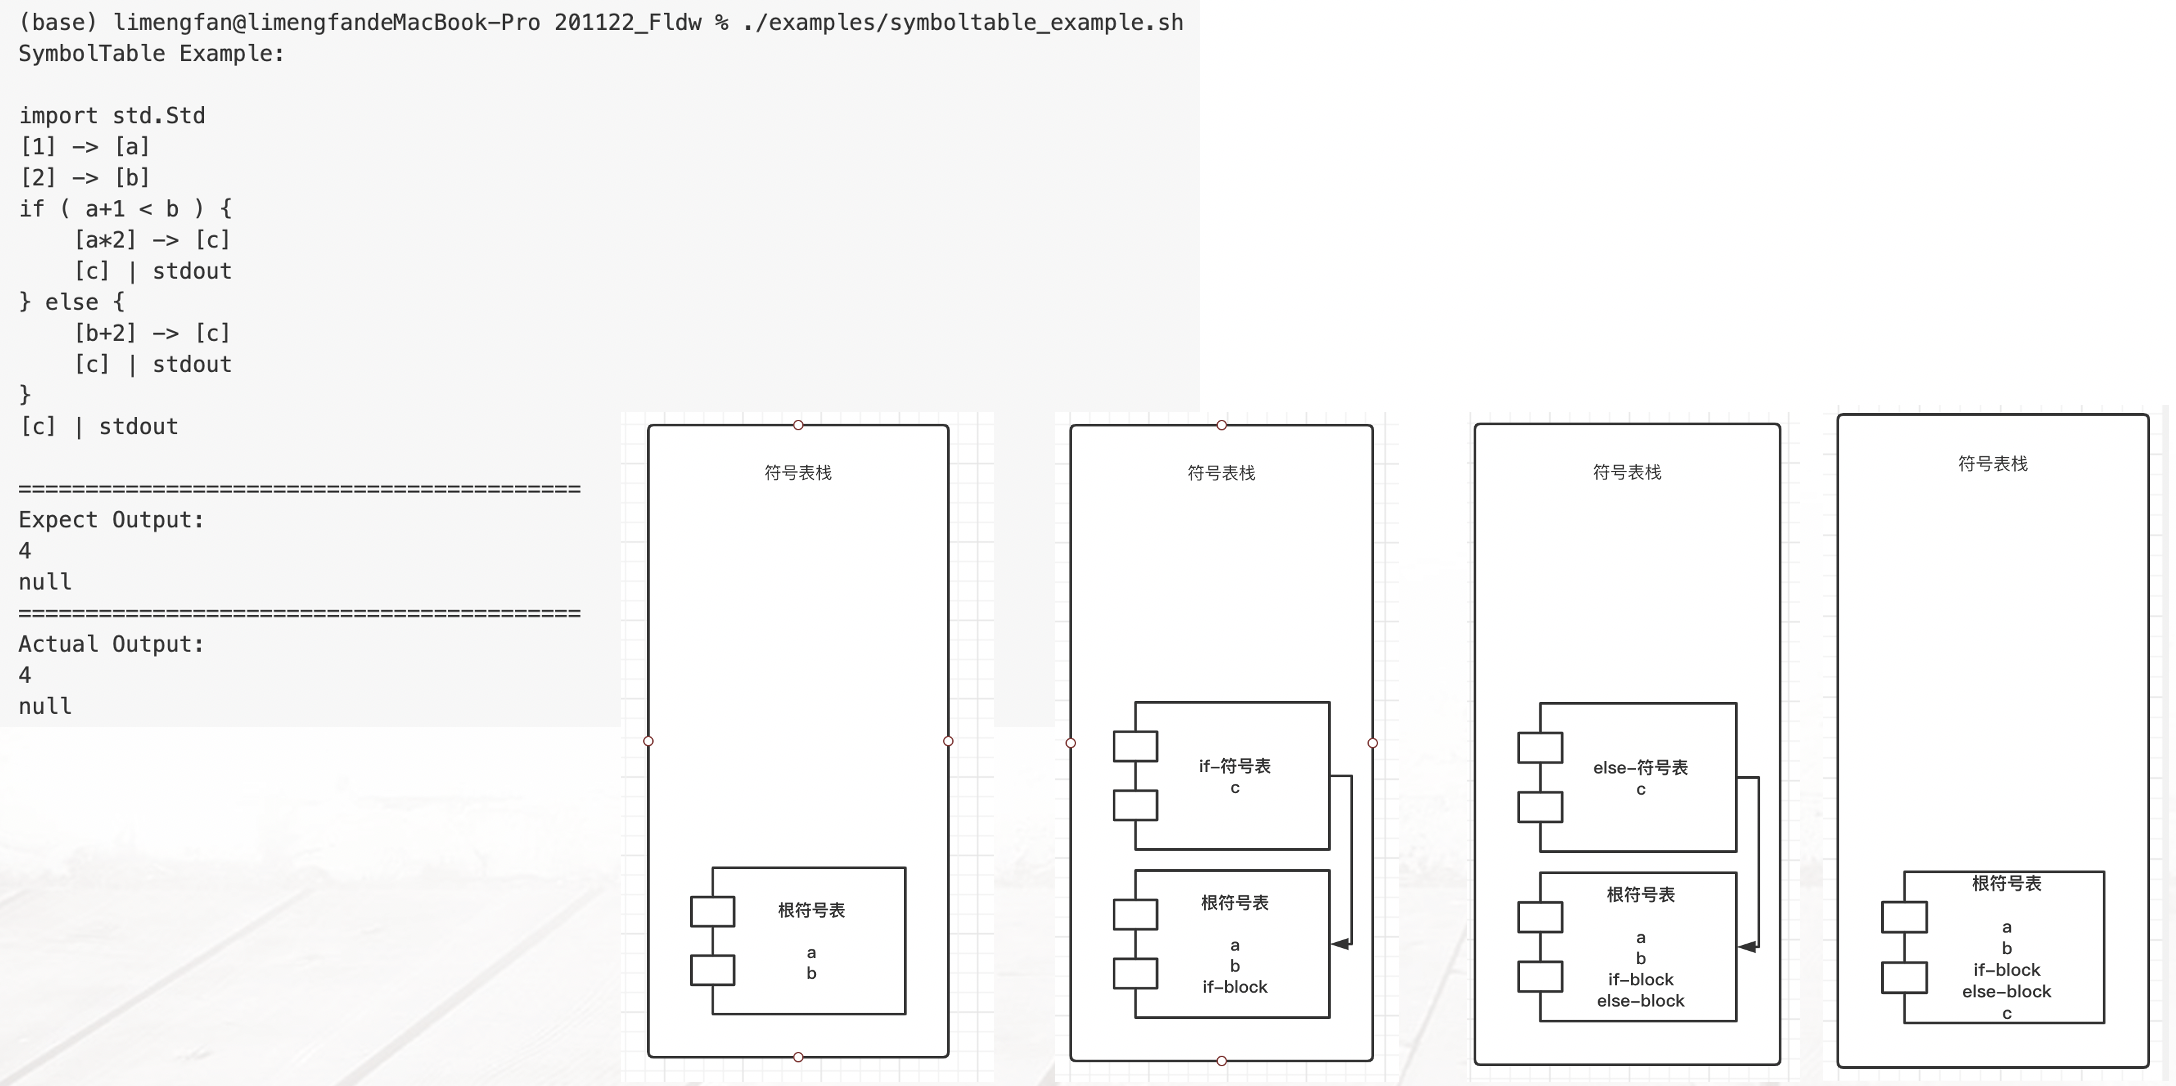 (base) limengfan@limengfandeMacBook-Pro 201122_Fldw % ./examples/symboltable_example.sh
SymbolTable Example:
import std.Std
[1] -> [a]
[2] -> [b]
if ( a+1 < b ) {
    [a*2] -> [c]
    [c] | stdout
} else {
    [b+2] -> [c]
    [c] | stdout
}
[c] | stdout
==========================================
Expect Output:
4
null
==========================================
Actual Output:
4
null
符号表栈
根符号表
a
b
符号表栈
if-符号表
c
根符号表
a
b
if-block
符号表栈
else-符号表
c
根符号表
a
b
if-block
else-block
符号表栈
根符号表
a
b
if-block
else-block
c